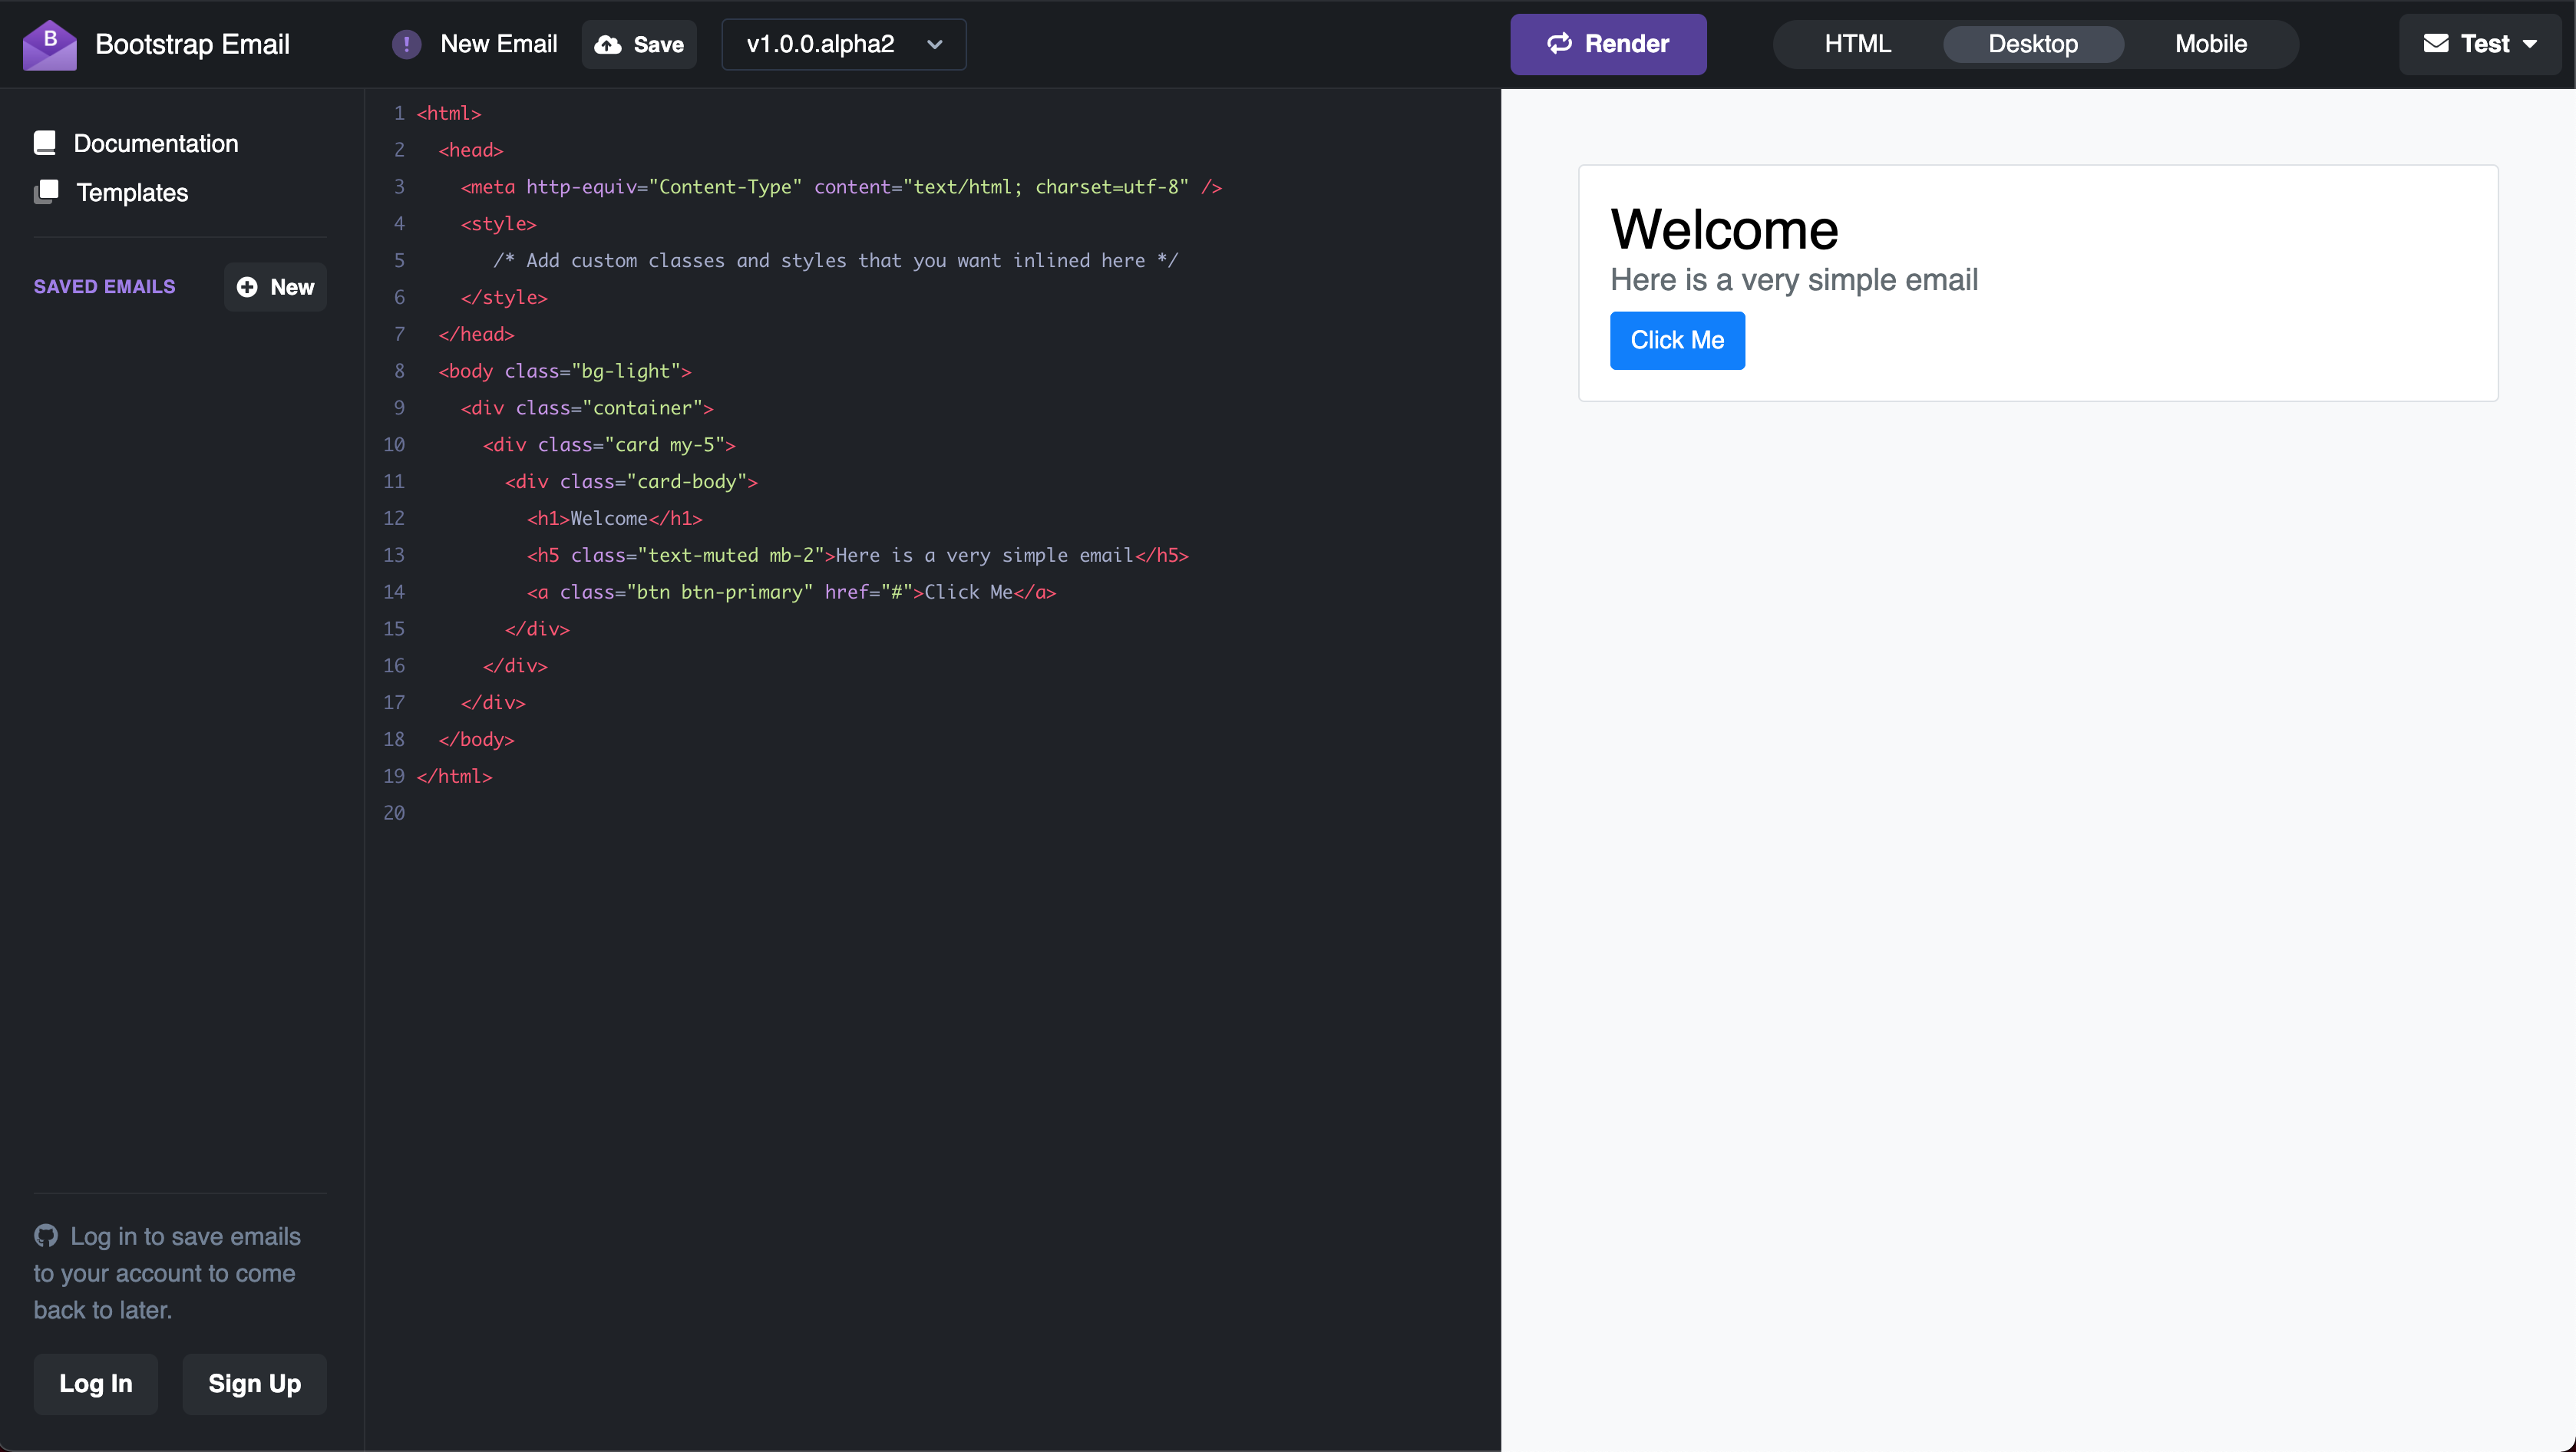 B Bootstrap Email
! New Email
Save
v1.0.0.alpha2
Render
HTML
Desktop
Mobile
Test
Documentation
Templates
SAVED EMAILS
New
1 <html>
2 <head>
3 <meta http-equiv="Content-Type" content="text/html; charset=utf-8" />
4 <style>
5 /* Add custom classes and styles that you want inlined here */
6 </style>
7 </head>
8 <body class="bg-light">
9 <div class="container">
10 <div class="card my-5">
11 <div class="card-body">
12 <h1>Welcome</h1>
13 <h5 class="text-muted mb-2">Here is a very simple email</h5>
14 <a class="btn btn-primary" href="#">Click Me</a>
15 </div>
16 </div>
17 </div>
18 </body>
19 </html>
20
Welcome
Here is a very simple email
Click Me
Log in to save emails
to your account to come
back to later.
Log In
Sign Up